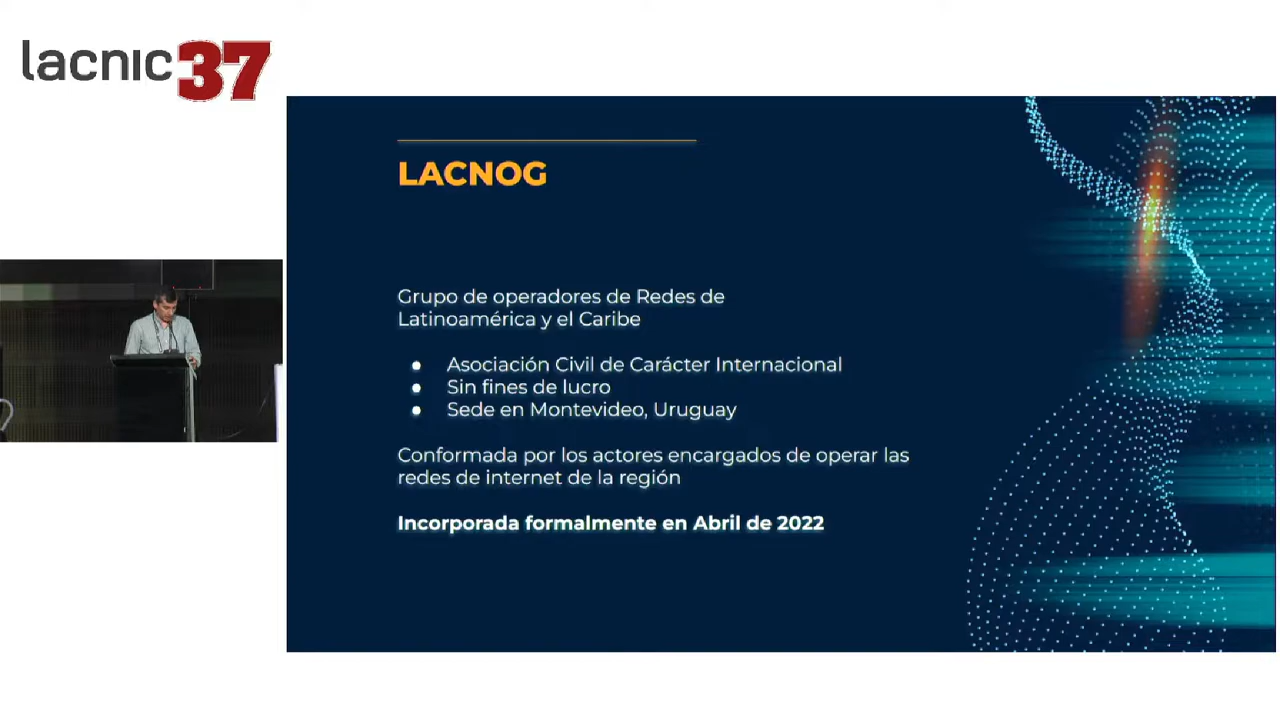 lacnic 37
LACNOG
Grupo de operadores de Redes de
Latinoamérica y el Caribe
● Asociación Civil de Carácter Internacional
● Sin fines de lucro
● Sede en Montevideo, Uruguay
Conformada por los actores encargados de operar las
redes de internet de la región
Incorporada formalmente en Abril de 2022